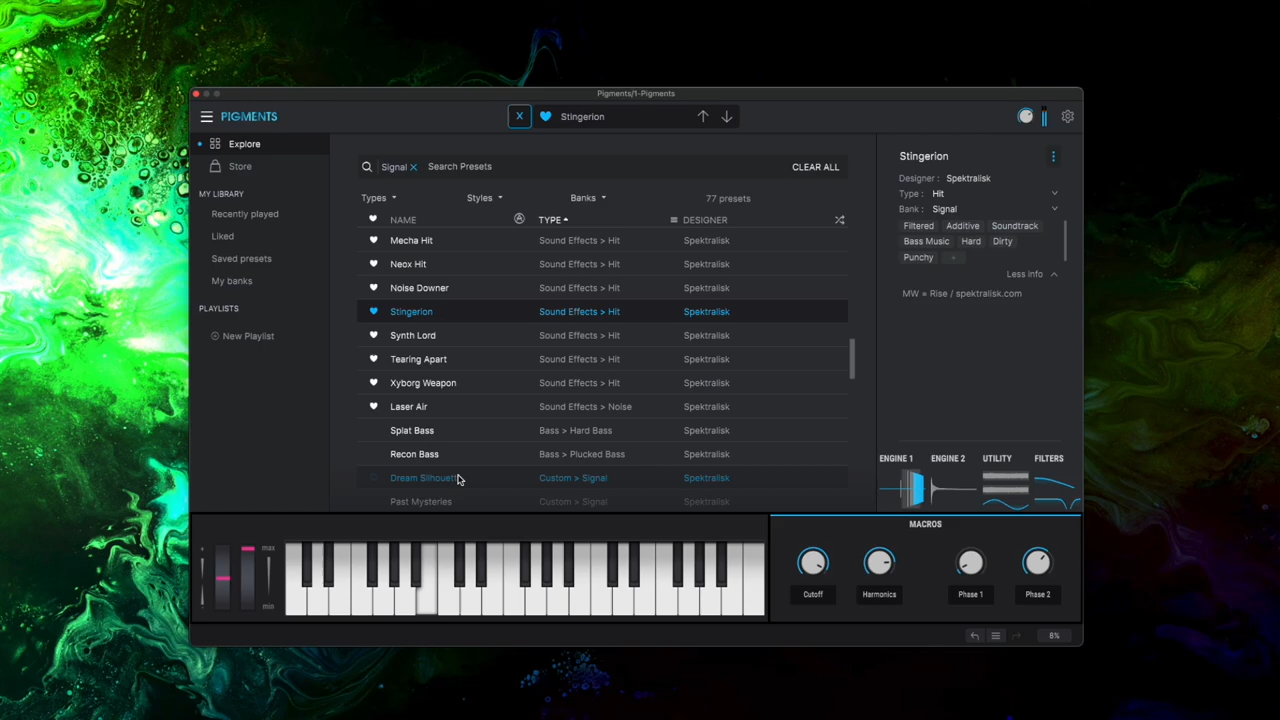 Pigments/1-Pigments
PIGMENTS
X Stingerion
Explore
Store
MY LIBRARY
Recently played
Liked
Saved presets
My banks
PLAYLISTS
New Playlist
Signal Search Presets CLEAR ALL
Types Styles Banks 77 presets
NAME TYPE DESIGNER
Mecha Hit Sound Effects > Hit Spektralisk
Neox Hit Sound Effects > Hit Spektralisk
Noise Downer Sound Effects > Hit Spektralisk
Stingerion Sound Effects > Hit Spektralisk
Synth Lord Sound Effects > Hit Spektralisk
Tearing Apart Sound Effects > Hit Spektralisk
Xyborg Weapon Sound Effects > Hit Spektralisk
Laser Air Sound Effects > Noise Spektralisk
Splat Bass Bass > Hard Bass Spektralisk
Recon Bass Bass > Plucked Bass Spektralisk
Dream Silhouett Custom > Signal Spektralisk
Past Mysteries Custom > Signal Spektralisk
Stingerion
Designer : Spektralisk
Type : Hit
Bank : Signal
Filtered Additive Soundtrack
Bass Music Hard Dirty
Punchy +
Less info
MW = Rise / spektralisk.com
ENGINE 1 ENGINE 2 UTILITY FILTERS
+ max
- min
MACROS
Cutoff Harmonics Phase 1 Phase 2
8%